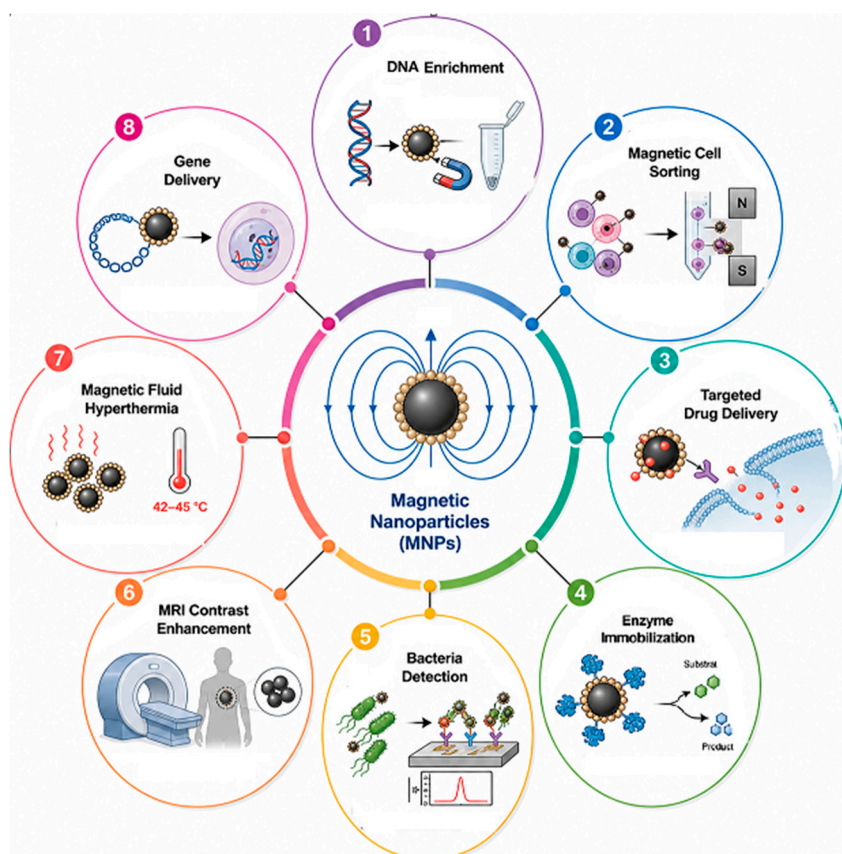 1
DNA Enrichment
2
Magnetic Cell
Sorting
N
S
3
Targeted
Drug Delivery
4
Enzyme
Immobilization
Substral
Product
5
Bacteria
Detection
6
MRI Contrast
Enhancement
7
Magnetic Fluid
Hyperthermia
42–45 °C
8
Gene
Delivery
Magnetic
Nanoparticles
(MNPs)